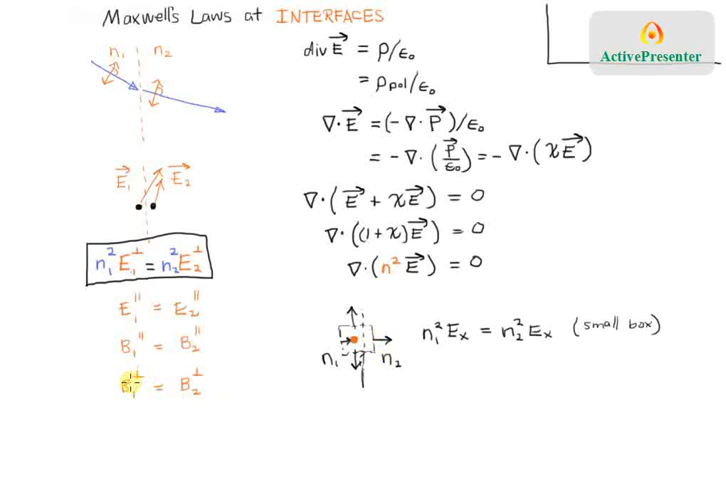 Maxwell's Laws at INTERFACES
ActivePresenter
n₁ n₂
div E⃗ = ρ/ε₀
= ρpol/ε₀
∇·E⃗ = (-∇·P⃗)/ε₀
= -∇·(P⃗/ε₀) = -∇·(χE⃗)
E⃗₁ E⃗₂
∇·(E⃗ + χE⃗) = 0
∇·((1+χ)E⃗) = 0
∇·(n²E⃗) = 0
n₁²E₁⊥ = n₂²E₂⊥
E₁" = E₂"
B₁" = B₂"
B₁⊥ = B₂⊥
n₁ n₂
n₁²Eₓ = n₂²Eₓ (small box)